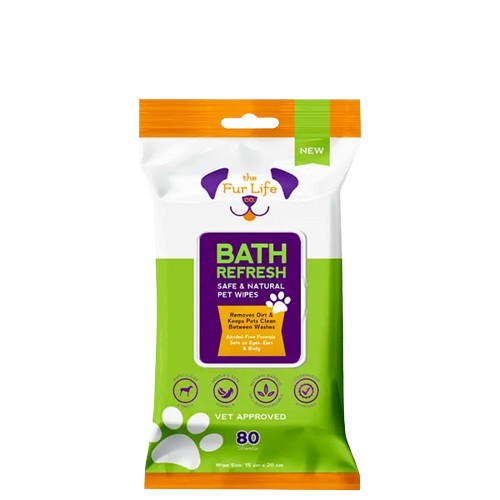 NEW
the
Fur Life
CO.
BATH
REFRESH
SAFE & NATURAL
PET WIPES
Removes Dirt &
Keeps Pets Clean
Between Washes
Alcohol-Free Formula
Safe on Eyes, Ears
& Body
VET APPROVED
80
Wipe Size: 15 cm x 20 cm